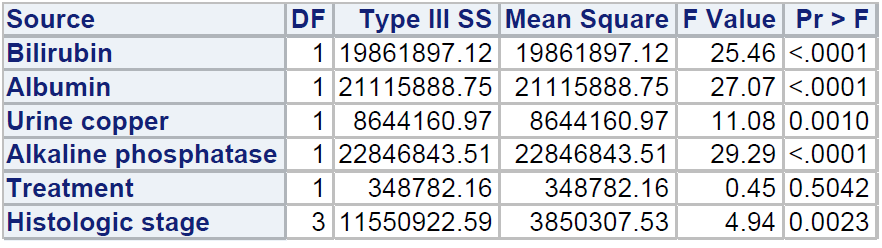 Source DF Type III SS Mean Square F Value Pr > F
Bilirubin 1 19861897.12 19861897.12 25.46 <.0001
Albumin 1 21115888.75 21115888.75 27.07 <.0001
Urine copper 1 8644160.97 8644160.97 11.08 0.0010
Alkaline phosphatase 1 22846843.51 22846843.51 29.29 <.0001
Treatment 1 348782.16 348782.16 0.45 0.5042
Histologic stage 3 11550922.59 3850307.53 4.94 0.0023